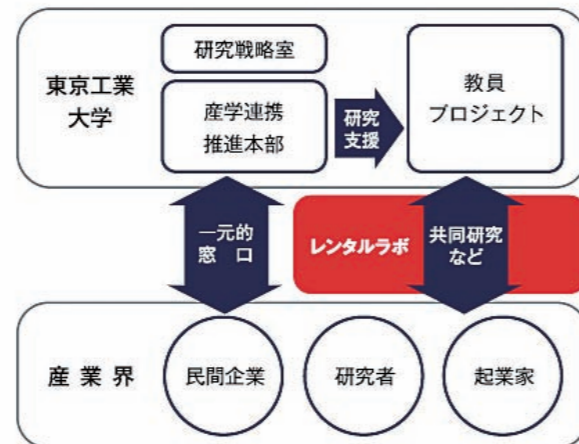 東京工業
大学
研究戦略室
産学連携
推進本部
研究
支援
教員
プロジェクト
一元的
窓 口
レンタルラボ
共同研究
など
産 業 界
民間企業
研究者
起業家